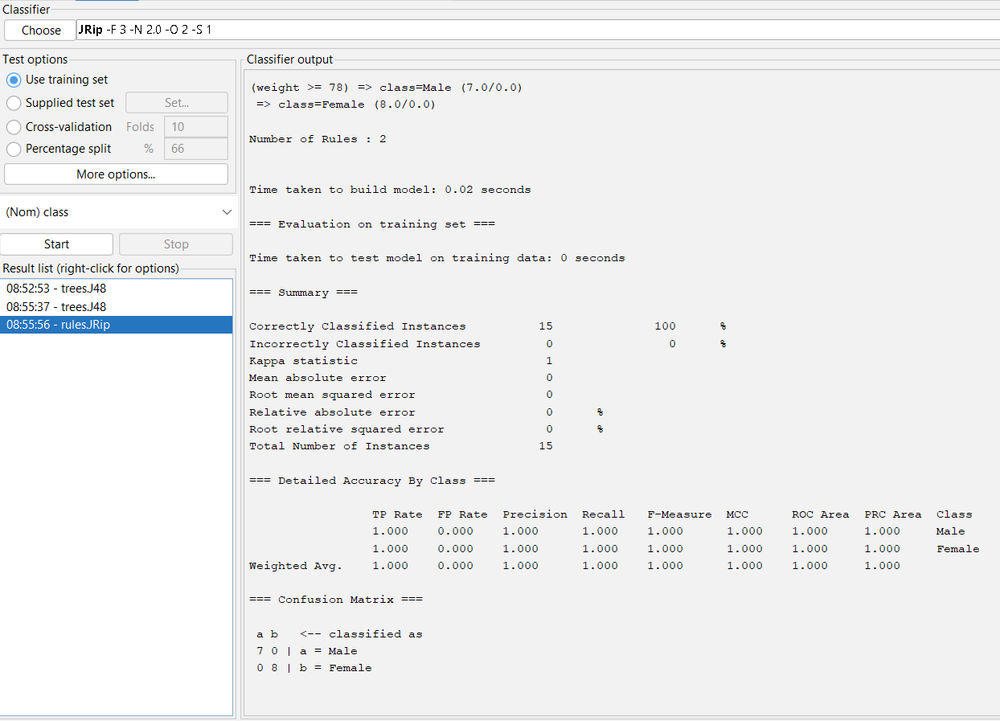 Classifier
Choose JRip -F 3 -N 2.0 -O 2 -S 1
Test options
Use training set
Supplied test set Set...
Cross-validation Folds 10
Percentage split % 66
More options...
(Nom) class
Start Stop
Result list (right-click for options)
08:52:53 - trees.J48
08:55:37 - trees.J48
08:55:56 - rules.JRip
Classifier output
(weight >= 78) => class=Male (7.0/0.0)
=> class=Female (8.0/0.0)
Number of Rules : 2
Time taken to build model: 0.02 seconds
=== Evaluation on training set ===
Time taken to test model on training data: 0 seconds
=== Summary ===
Correctly Classified Instances 15 100 %
Incorrectly Classified Instances 0 0 %
Kappa statistic 1
Mean absolute error 0
Root mean squared error 0
Relative absolute error 0 %
Root relative squared error 0 %
Total Number of Instances 15
=== Detailed Accuracy By Class ===
TP Rate FP Rate Precision Recall F-Measure MCC ROC Area PRC Area Class
1.000 0.000 1.000 1.000 1.000 1.000 1.000 1.000 Male
1.000 0.000 1.000 1.000 1.000 1.000 1.000 1.000 Female
Weighted Avg. 1.000 0.000 1.000 1.000 1.000 1.000 1.000 1.000
=== Confusion Matrix ===
a b <-- classified as
7 0 | a = Male
0 8 | b = Female